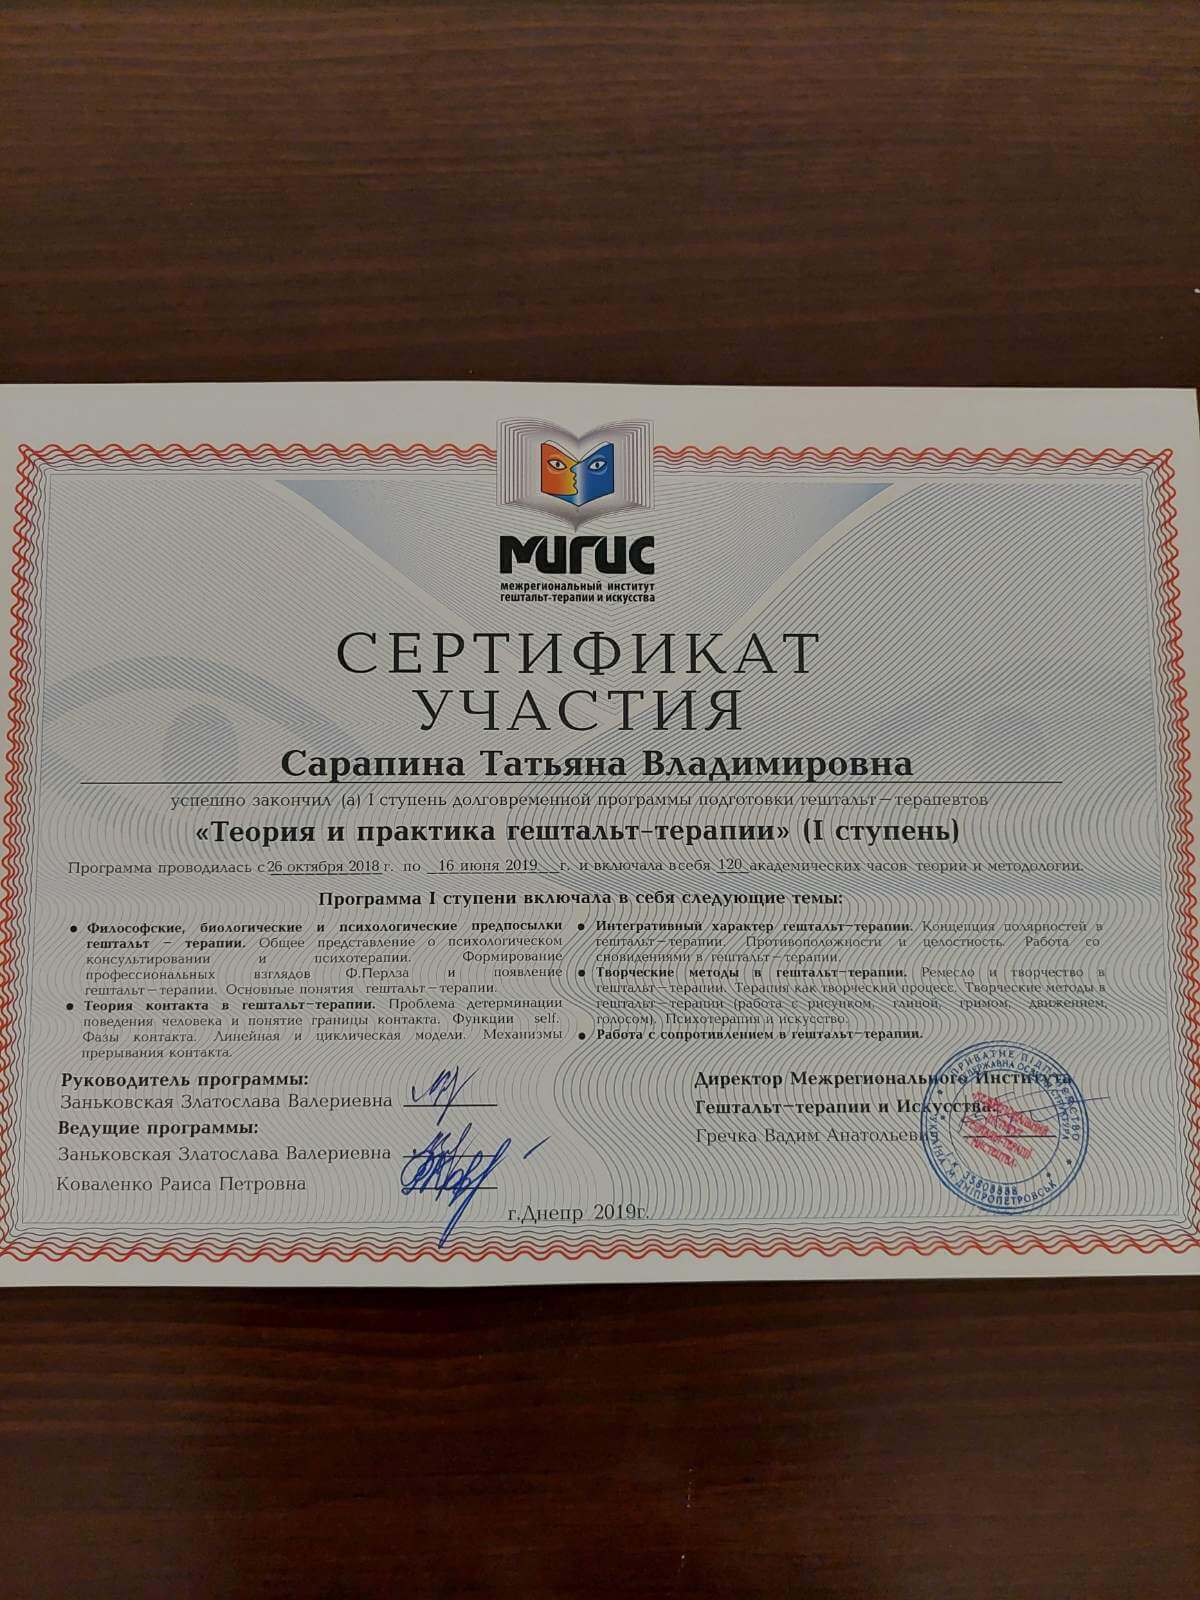 МИГИС
межрегиональный институт
гештальт-терапии и искусства
СЕРТИФИКАТ
УЧАСТИЯ
Сарапина Татьяна Владимировна
успешно закончил (а) I ступень долговременной программы подготовки гештальт-терапевтов
«Теория и практика гештальт-терапии» (I ступень)
Программа проводилась с 26 октября 2018 г. по 16 июня 2019 г. и включала в себя 120 академических часов теории и методологии.
Программа I ступени включала в себя следующие темы:
• Философские, биологические и психологические предпосылки
гештальт – терапии. Общее представление о психологическом
консультировании и психотерапии. Формирование
профессиональных взглядов Ф.Перлза и появление
гештальт-терапии. Основные понятия гештальт-терапии.
• Теория контакта в гештальт-терапии. Проблема детерминации
поведения человека и понятие границы контакта. Функции self.
Фазы контакта. Линейная и циклическая модели. Механизмы
прерывания контакта.
• Интегративный характер гештальт-терапии. Концепция полярностей в
гештальт-терапии. Противоположности и целостность. Работа со
сновидениями в гештальт-терапии.
• Творческие методы в гештальт-терапии. Ремесло и творчество в
гештальт-терапии. Терапия как творческий процесс. Творческие методы в
гештальт-терапии (работа с рисунком, глиной, гримом, движением,
голосом). Психотерапия и искусство.
• Работа с сопротивлением в гештальт-терапии.
Руководитель программы:
Заньковская Златослава Валериевна
Ведущие программы:
Заньковская Златослава Валериевна
Коваленко Раиса Петровна
Директор Межрегионального Института
Гештальт-терапии и Искусства:
Гречка Вадим Анатольевич
ПРИВАТНЕ ПІДПРИЄМСТВО
УКРАЇНА, М.ДНІПРОПЕТРОВСЬК
г.Днепр 2019г.